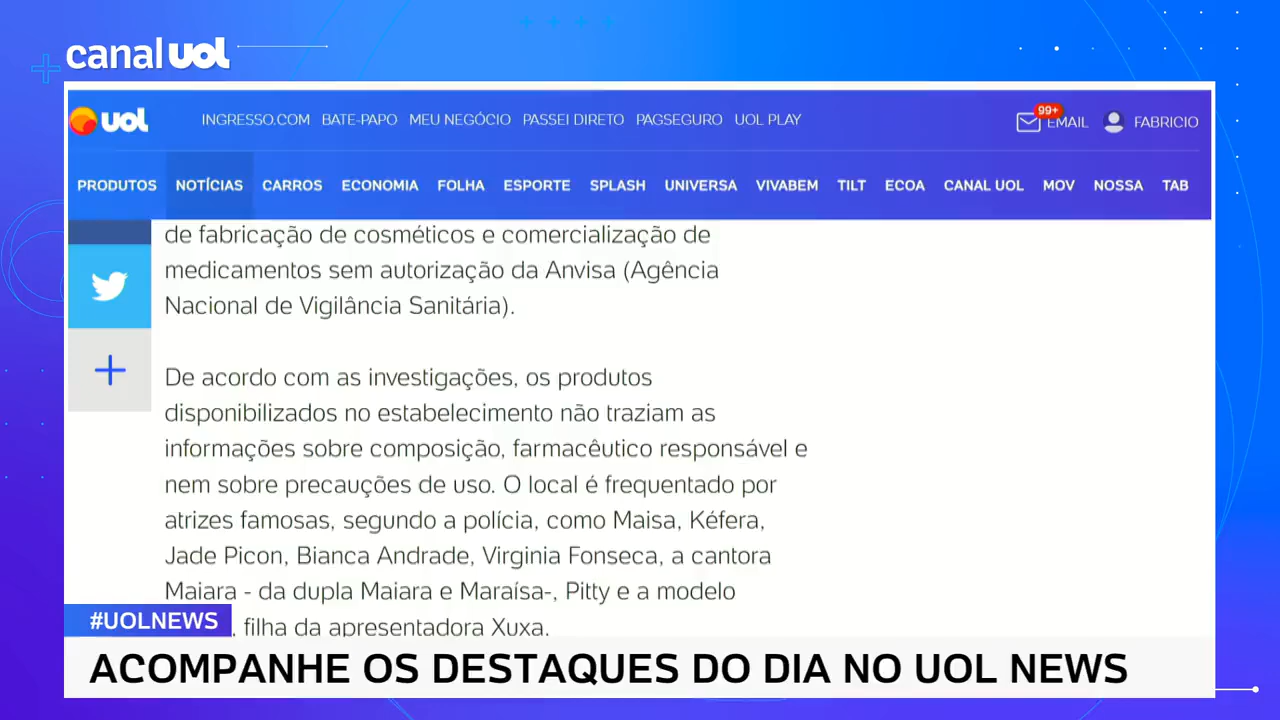 canal uol
uol INGRESSO.COM BATE-PAPO MEU NEGÓCIO PASSEI DIRETO PAGSEGURO UOL PLAY 99+ EMAIL FABRICIO
PRODUTOS NOTÍCIAS CARROS ECONOMIA FOLHA ESPORTE SPLASH UNIVERSA VIVABEM TILT ECOA CANAL UOL MOV NOSSA TAB
de fabricação de cosméticos e comercialização de
medicamentos sem autorização da Anvisa (Agência
Nacional de Vigilância Sanitária).
De acordo com as investigações, os produtos
disponibilizados no estabelecimento não traziam as
informações sobre composição, farmacêutico responsável e
nem sobre precauções de uso. O local é frequentado por
atrizes famosas, segundo a polícia, como Maisa, Kéfera,
Jade Picon, Bianca Andrade, Virginia Fonseca, a cantora
Maiara - da dupla Maiara e Maraísa-, Pitty e a modelo
, filha da apresentadora Xuxa.
#UOLNEWS
ACOMPANHE OS DESTAQUES DO DIA NO UOL NEWS